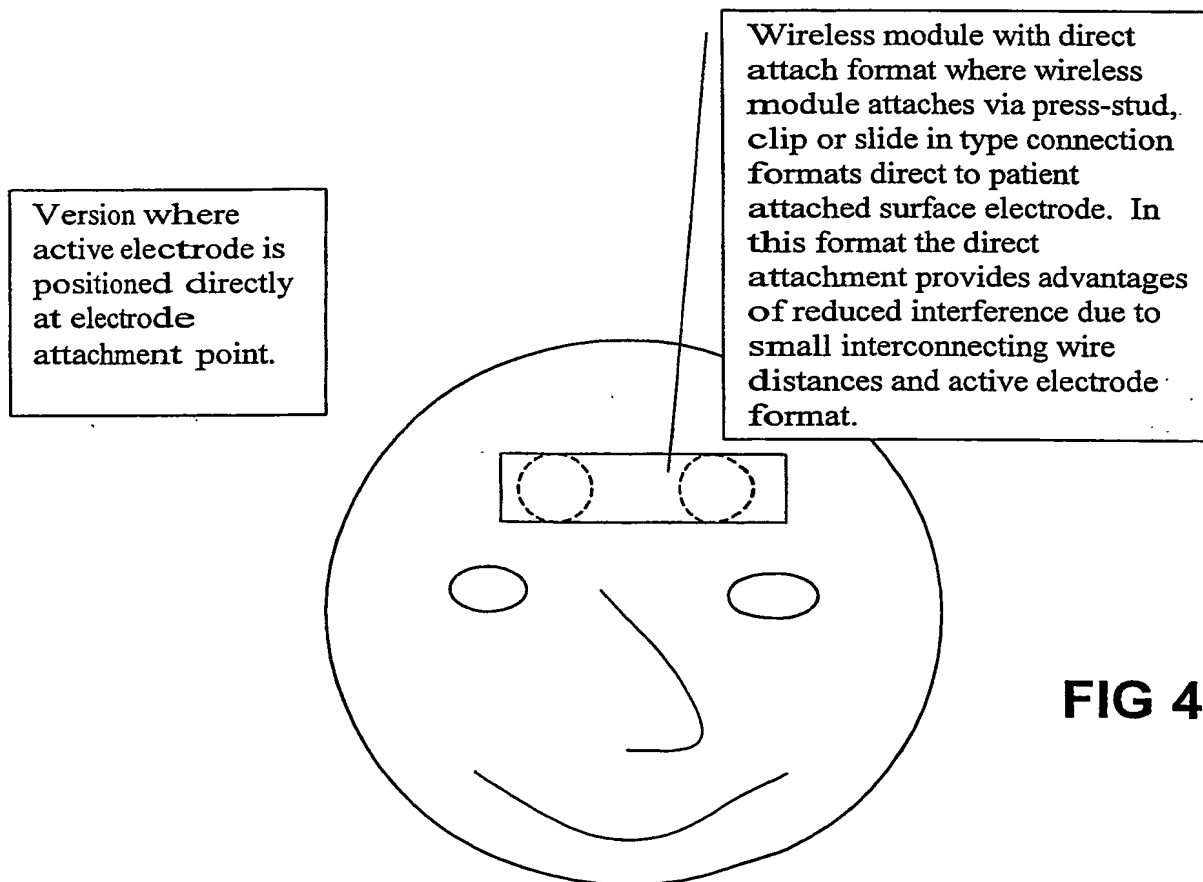 Version where
active electrode is
positioned directly
at electrode
attachment point.
Wireless module with direct
attach format where wireless
module attaches via press-stud,
clip or slide in type connection
formats direct to patient
attached surface electrode. In
this format the direct
attachment provides advantages
of reduced interference due to
small interconnecting wire
distances and active electrode
format.
FIG 4